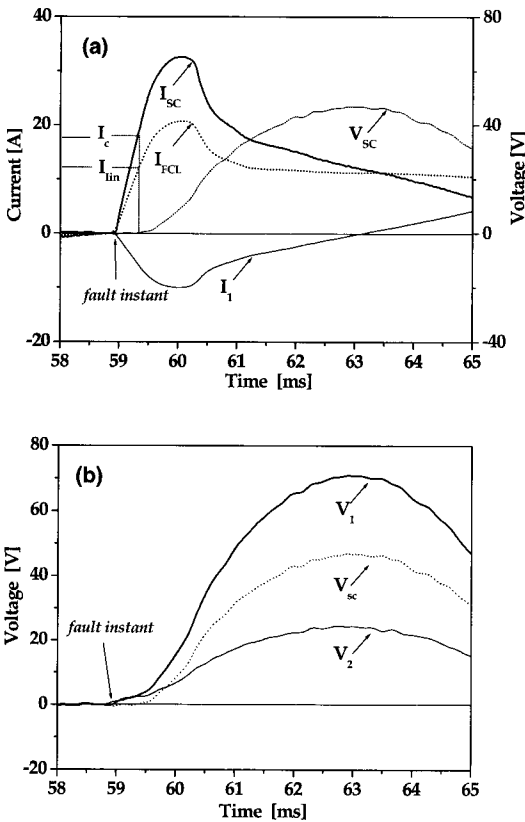 (a)
40
20
0
-20
80
40
0
-40
80
Current [A]
Voltage [V]
I_SC
I_c
I_lin
I_FCL
V_SC
I_1
fault instant
58 59 60 61 62 63 64 65
Time [ms]
(b)
80
60
40
20
0
-20
Voltage [V]
V_1
V_sc
V_2
fault instant
58 59 60 61 62 63 64 65
Time [ms]